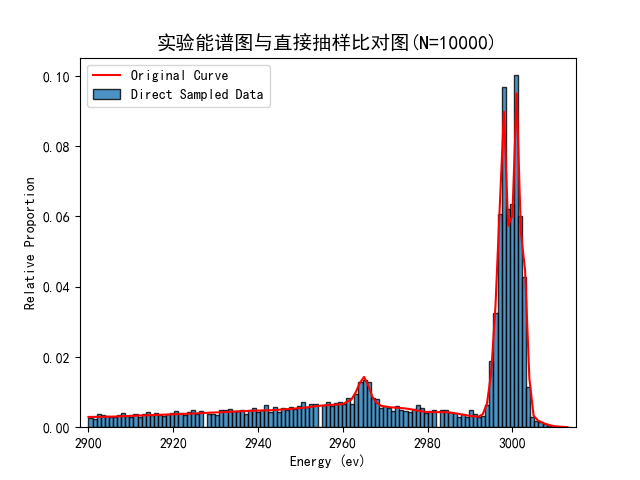 实验能谱图与直接抽样比对图(N=10000)
Original Curve
Direct Sampled Data
Relative Proportion
0.10
0.08
0.06
0.04
0.02
0.00
2900
2920
2940
2960
2980
3000
Energy (ev)